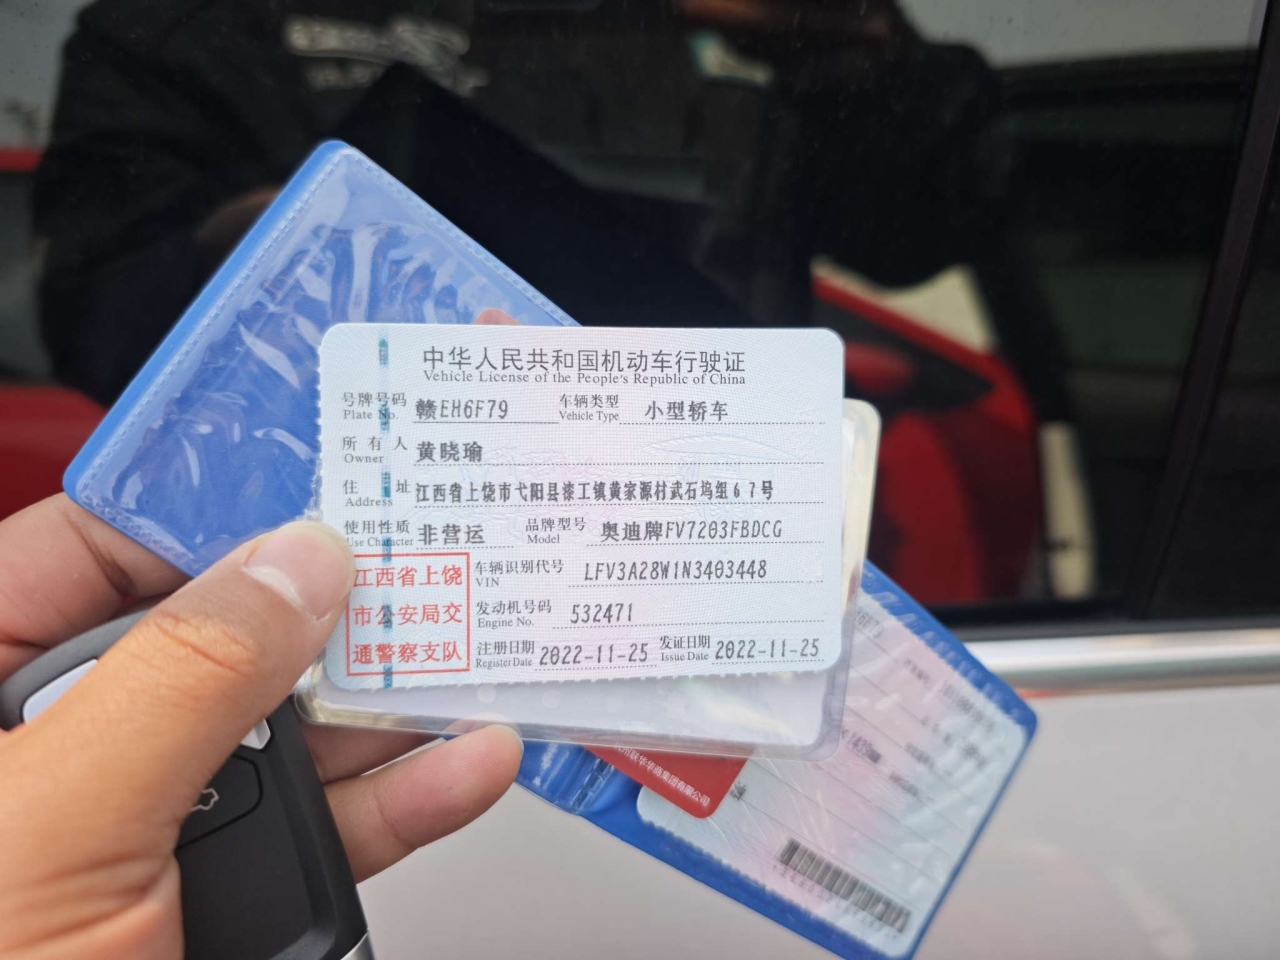 中华人民共和国机动车行驶证
Vehicle License of the People's Republic of China
号牌号码 赣EH6F79 车辆类型 小型轿车
Plate No. Vehicle Type
所有人 黄晓瑜
Owner
住址 江西省上饶市弋阳县漆工镇黄家源村武石坞组67号
Address
使用性质 非营运 品牌型号 奥迪牌FV7203FBDCG
Use Character Model
江西省上饶
市公安局交
通警察支队
车辆识别代号 LFV3A28W1N3403448
VIN
发动机号码 532471
Engine No.
注册日期 2022-11-25 发证日期 2022-11-25
Register Date Issue Date